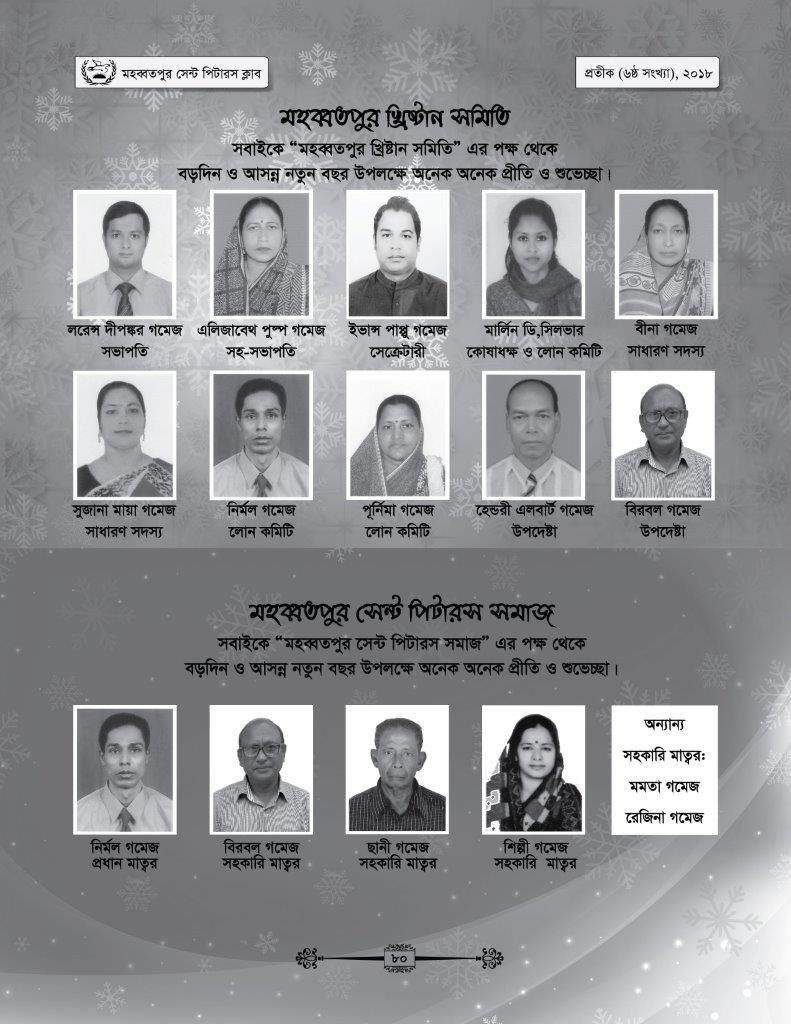 মহব্বতপুর সেন্ট পিটারস ক্লাব
প্রতীক (৬ষ্ঠ সংখ্যা), ২০১৮
মহব্বতপুর খ্রিষ্টান সমিতি
সবাইকে “মহব্বতপুর খ্রিষ্টান সমিতি” এর পক্ষ থেকে
বড়দিন ও আসন্ন নতুন বছর উপলক্ষে অনেক অনেক প্রীতি ও শুভেচ্ছা।
লরেন্স দীপঙ্কর গমেজ
সভাপতি
এলিজাবেথ পুষ্প গমেজ
সহ-সভাপতি
ইভান্স পাপ্পু গমেজ
সেক্রেটারী
মার্লিন ডি,সিলভার
কোষাধক্ষ ও লোন কমিটি
বীনা গমেজ
সাধারণ সদস্য
সুজানা মায়া গমেজ
সাধারণ সদস্য
নির্মল গমেজ
লোন কমিটি
পূর্নিমা গমেজ
লোন কমিটি
হেন্ডরী এলবার্ট গমেজ
উপদেষ্টা
বিরবল গমেজ
উপদেষ্টা
মহব্বতপুর সেন্ট পিটারস সমাজ
সবাইকে “মহব্বতপুর সেন্ট পিটারস সমাজ” এর পক্ষ থেকে
বড়দিন ও আসন্ন নতুন বছর উপলক্ষে অনেক অনেক প্রীতি ও শুভেচ্ছা।
নির্মল গমেজ
প্রধান মাত্বর
বিরবল গমেজ
সহকারি মাত্বর
ছানী গমেজ
সহকারি মাত্বর
শিল্পী গমেজ
সহকারি মাত্বর
অন্যান্য
সহকারি মাত্বর:
মমতা গমেজ
রেজিনা গমেজ
৮০